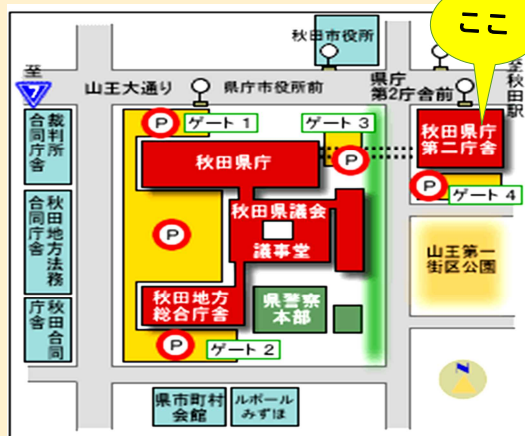 ここ
秋田市役所
至
7
山王大通り
県庁市役所前
県庁
第2庁舎前
至秋田駅
裁判所
合同庁舎
P
ゲート1
ゲート3
P
秋田県庁
秋田県庁
第二庁舎
P
ゲート4
秋田地方法務
合同庁舎
P
秋田県議会
議事堂
山王第一
街区公園
秋田地方
総合庁舎
県警察
本部
秋田合同
庁舎
P
ゲート2
N
県市町村
会館
ルポール
みずほ